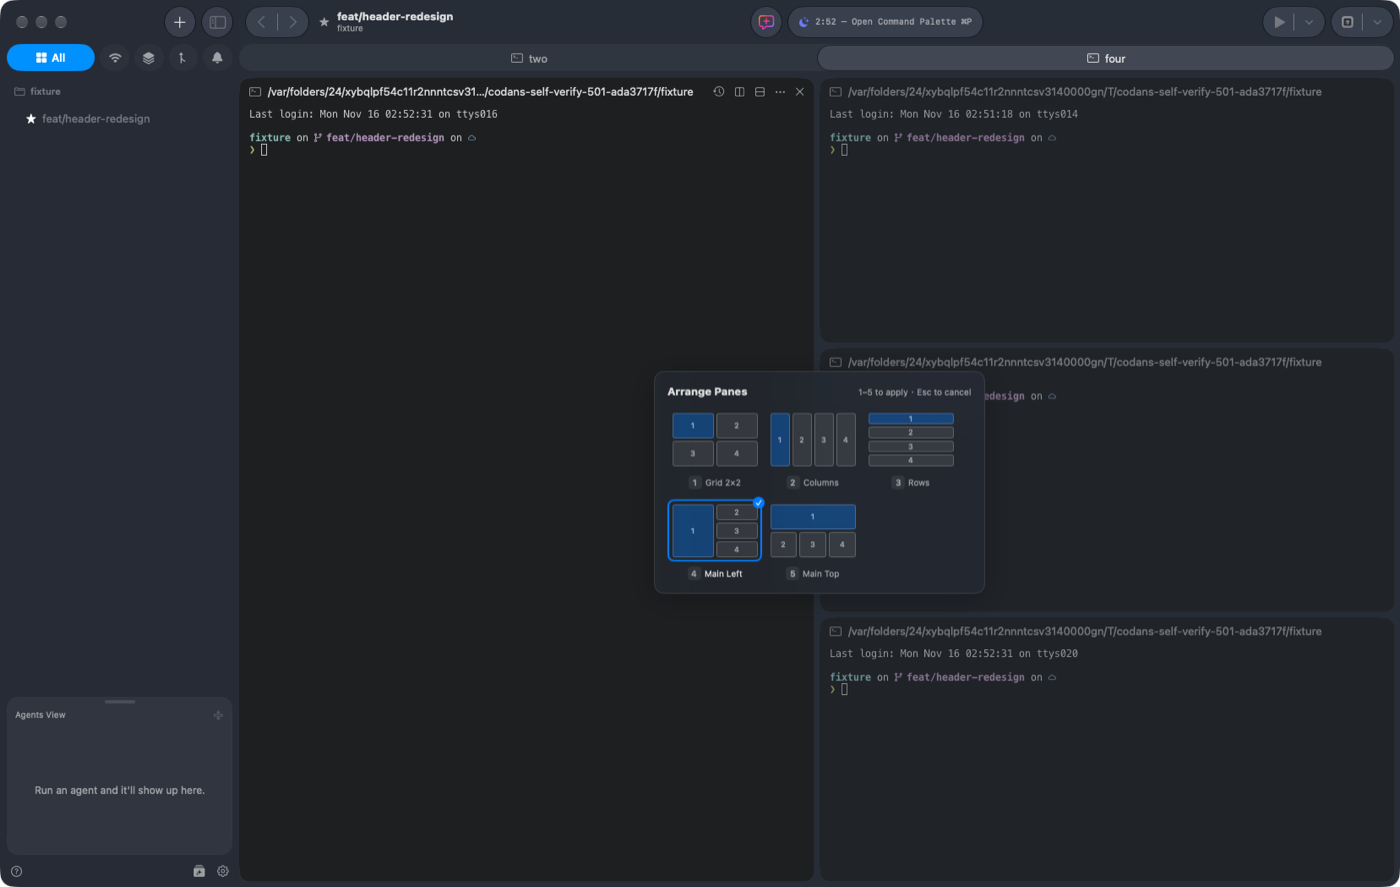 feat/header-redesign
fixture
2:52 — Open Command Palette ⌘P
All
two
four
fixture
feat/header-redesign
/var/folders/24/xybqlpf54c11r2nnntcsv31…/codans-self-verify-501-ada3717f/fixture
Last login: Mon Nov 16 02:52:31 on ttys016
fixture on feat/header-redesign on
❯
/var/folders/24/xybqlpf54c11r2nnntcsv3140000gn/T/codans-self-verify-501-ada3717f/fixture
Last login: Mon Nov 16 02:51:18 on ttys014
fixture on feat/header-redesign on
❯
/var/folders/24/xybqlpf54c11r2nnntcsv3140000gn/T/codans-self-verify-501-ada3717f/fixture
edesign on
Arrange Panes
1–5 to apply · Esc to cancel
1 2
3 4
1 Grid 2×2
1 2 3 4
2 Columns
1
2
3
4
3 Rows
1
2
3
4
4 Main Left
1
2 3 4
5 Main Top
/var/folders/24/xybqlpf54c11r2nnntcsv3140000gn/T/codans-self-verify-501-ada3717f/fixture
Last login: Mon Nov 16 02:52:31 on ttys020
fixture on feat/header-redesign on
❯
Agents View
Run an agent and it'll show up here.